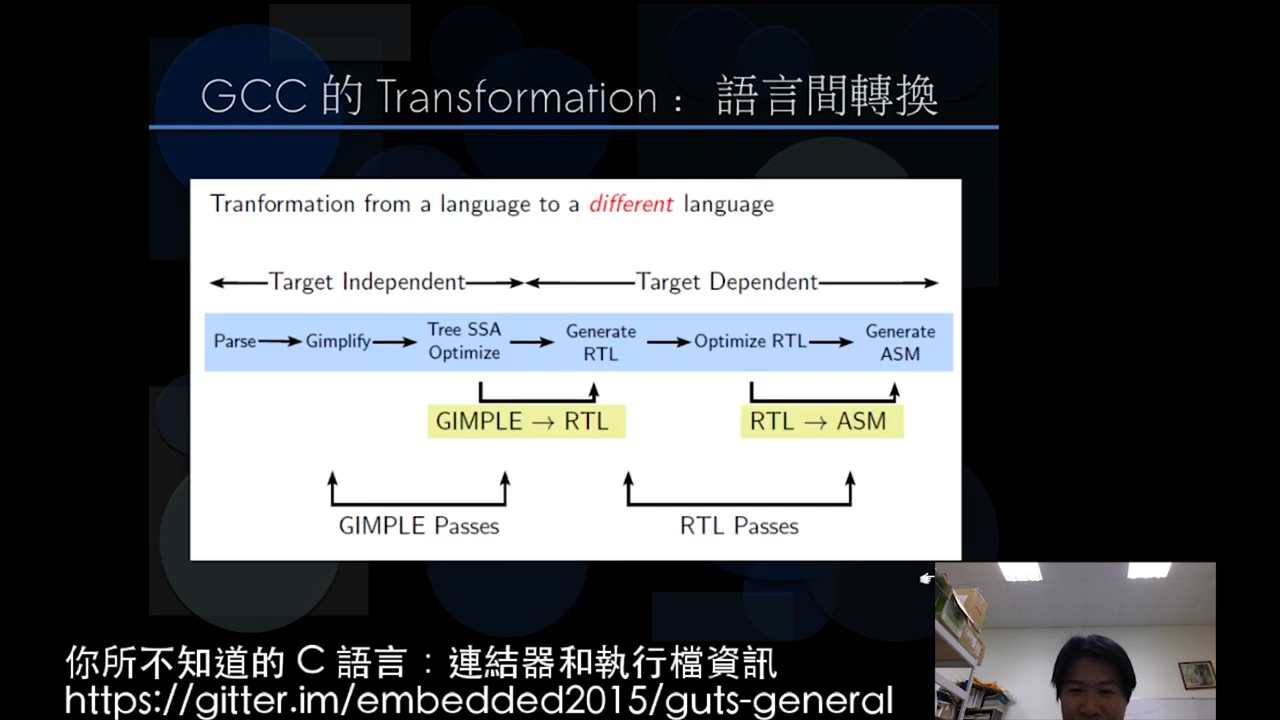 GCC 的 Transformation： 語言間轉換
Tranformation from a language to a different language
Target Independent Target Dependent
Parse Gimplify Tree SSA Optimize Generate RTL Optimize RTL Generate ASM
GIMPLE → RTL RTL → ASM
GIMPLE Passes RTL Passes
你所不知道的 C 語言：連結器和執行檔資訊
https://gitter.im/embedded2015/guts-general